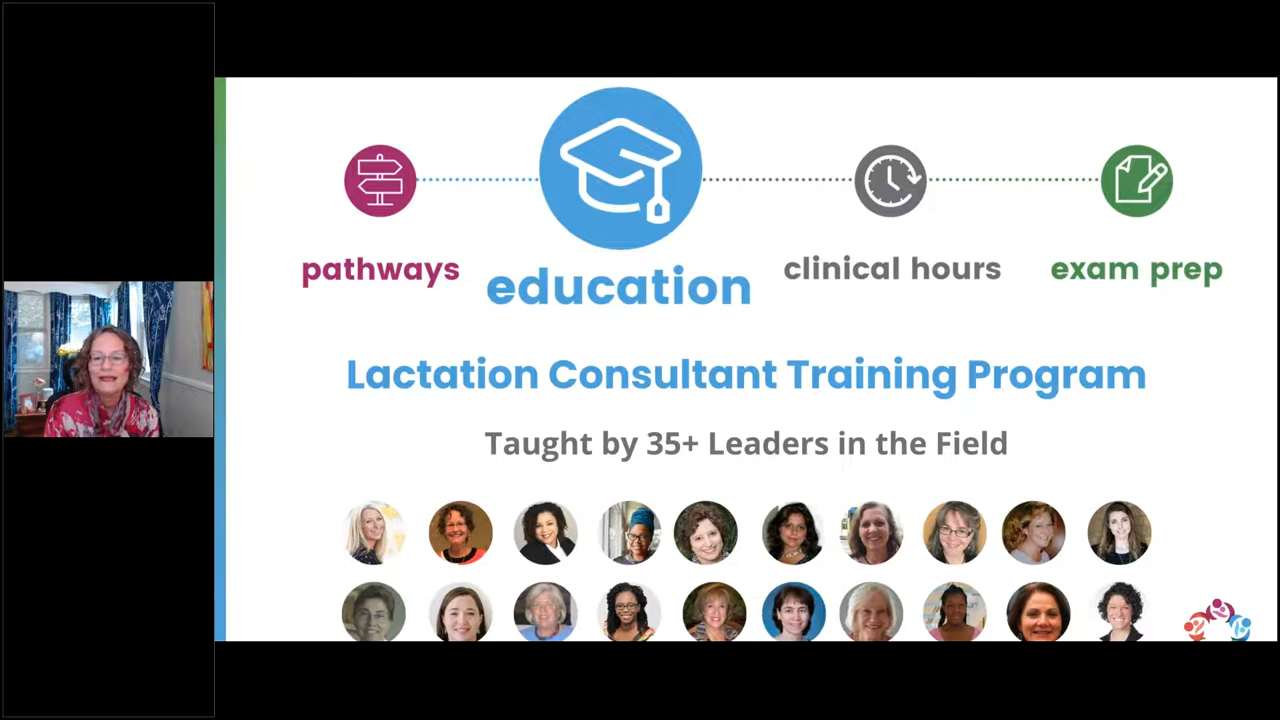 pathways
education
clinical hours
exam prep
Lactation Consultant Training Program
Taught by 35+ Leaders in the Field